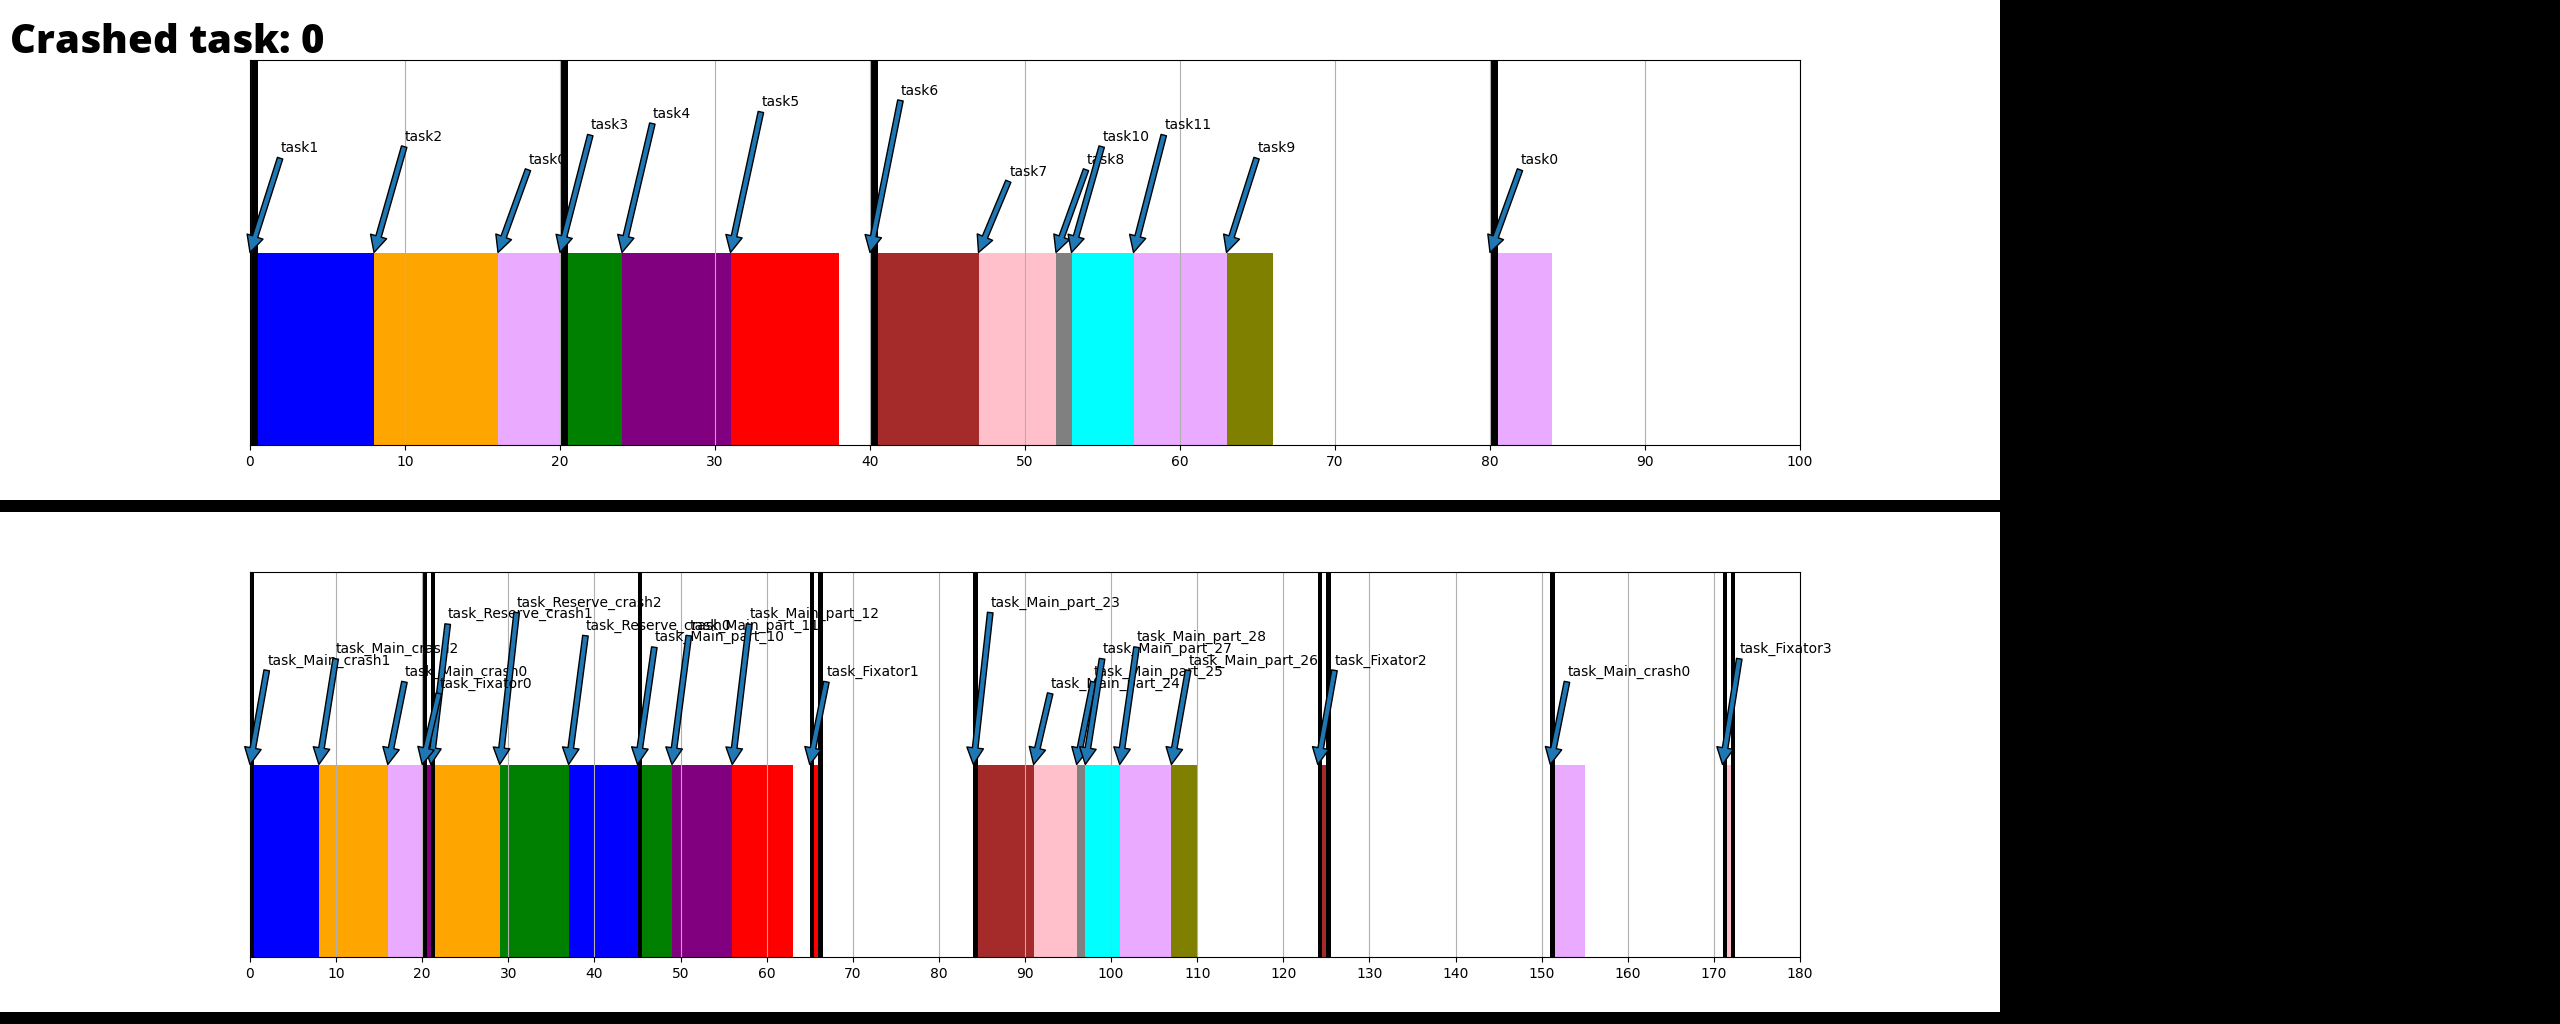 Crashed task: 0
task6
task5
task4
task3
task11
task2
task10
task1
task9
task0
task8
task0
task7
0 10 20 30 40 50 60 70 80 90 100
task_Reserve_crash2
task_Main_part_23
task_Reserve_crash1
task_Main_part_12
task_Reserve_crash0
task_Main_part_11
task_Main_part_10
task_Main_part_28
task_Main_crash2
task_Main_part_27
task_Fixator3
task_Main_crash1
task_Main_part_26
task_Fixator2
task_Main_crash0
task_Fixator1
task_Main_part_25
task_Main_crash0
task_Fixator0
task_Main_part_24
0 10 20 30 40 50 60 70 80 90 100 110 120 130 140 150 160 170 180